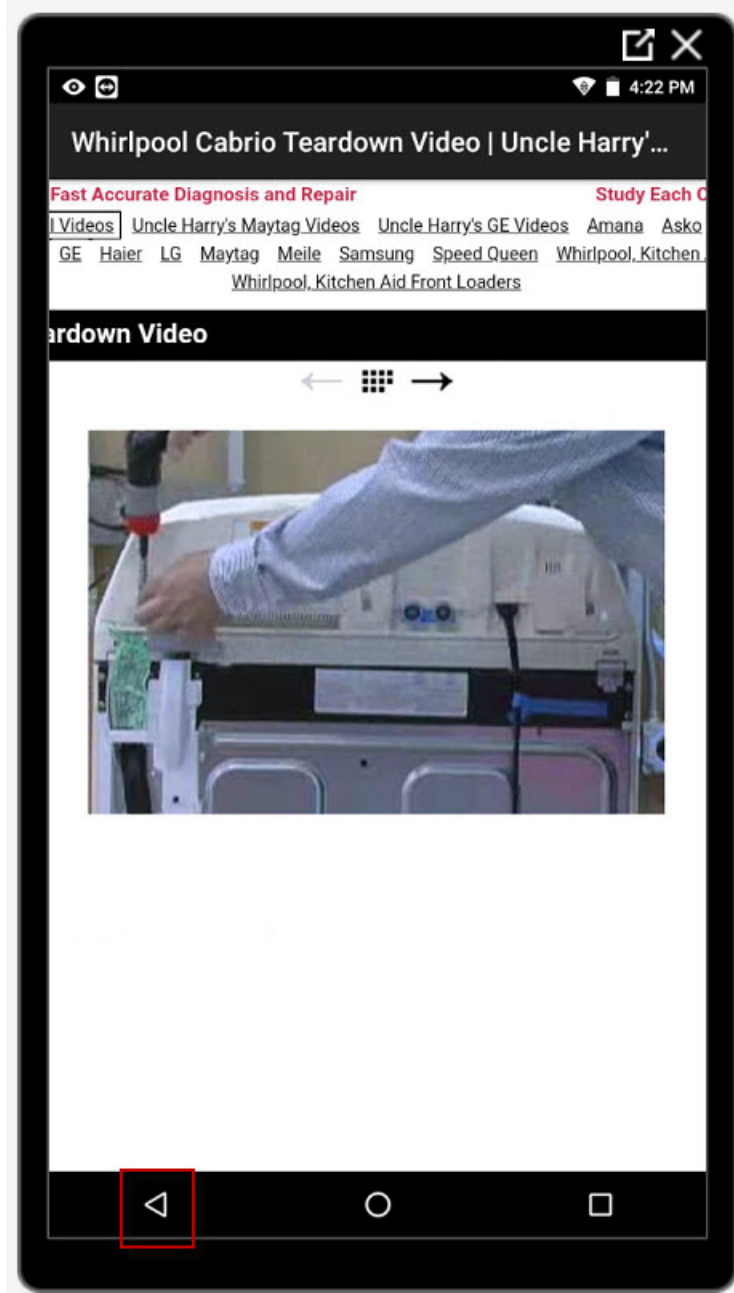 4:22 PM
Whirlpool Cabrio Teardown Video | Uncle Harry'...
Fast Accurate Diagnosis and Repair Study Each
l Videos Uncle Harry's Maytag Videos Uncle Harry's GE Videos Amana Asko
GE Haier LG Maytag Meile Samsung Speed Queen Whirlpool, Kitchen
Whirlpool, Kitchen Aid Front Loaders
ardown Video